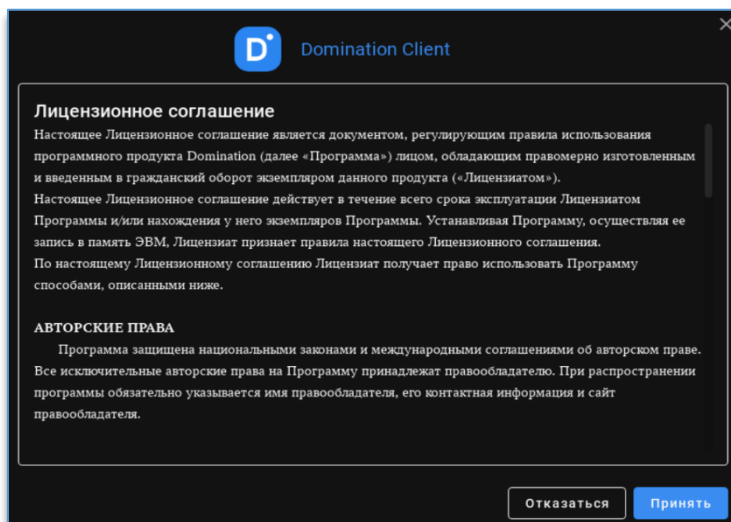 D
Domination Client
Лицензионное соглашение
Настоящее Лицензионное соглашение является документом, регулирующим правила использования
программного продукта Domination (далее «Программа») лицом, обладающим правомерно изготовленным
и введенным в гражданский оборот экземпляром данного продукта («Лицензиатом»).
Настоящее Лицензионное соглашение действует в течение всего срока эксплуатации Лицензиатом
Программы и/или нахождения у него экземпляров Программы. Устанавливая Программу, осуществляя ее
запись в память ЭВМ, Лицензиат признает правила настоящего Лицензионного соглашения.
По настоящему Лицензионному соглашению Лицензиат получает право использовать Программу
способами, описанными ниже.
АВТОРСКИЕ ПРАВА
Программа защищена национальными законами и международными соглашениями об авторском праве.
Все исключительные авторские права на Программу принадлежат правообладателю. При распространении
программы обязательно указывается имя правообладателя, его контактная информация и сайт
правообладателя.
Отказаться
Принять